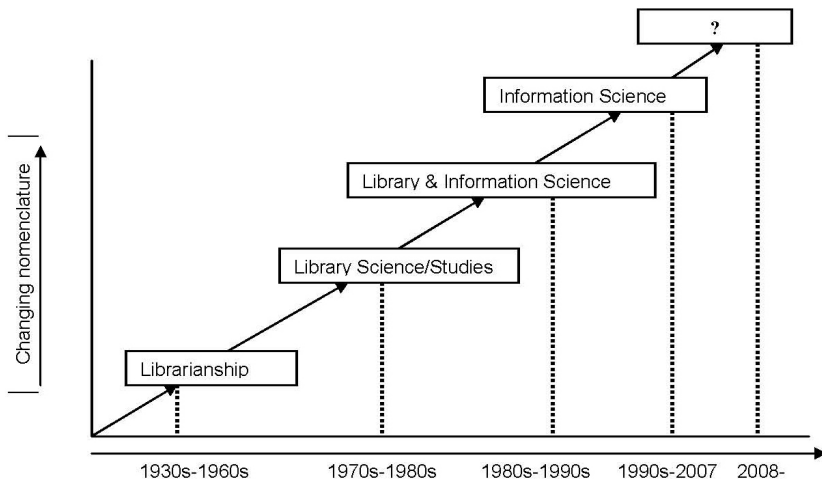 ?
Information Science
Library & Information Science
Library Science/Studies
Librarianship
Changing nomenclature
1930s-1960s 1970s-1980s 1980s-1990s 1990s-2007 2008-